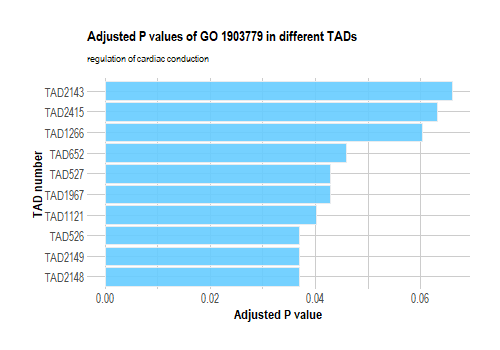 Adjusted P values of GO 1903779 in different TADs
regulation of cardiac conduction
TAD2143
TAD2415
TAD1266
TAD652
TAD527
TAD1967
TAD1121
TAD526
TAD2149
TAD2148
TAD number
0.00 0.02 0.04 0.06
Adjusted P value